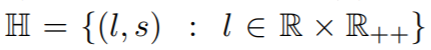 ℍ = {(l, s) : l ∈ ℝ × ℝ₊₊}